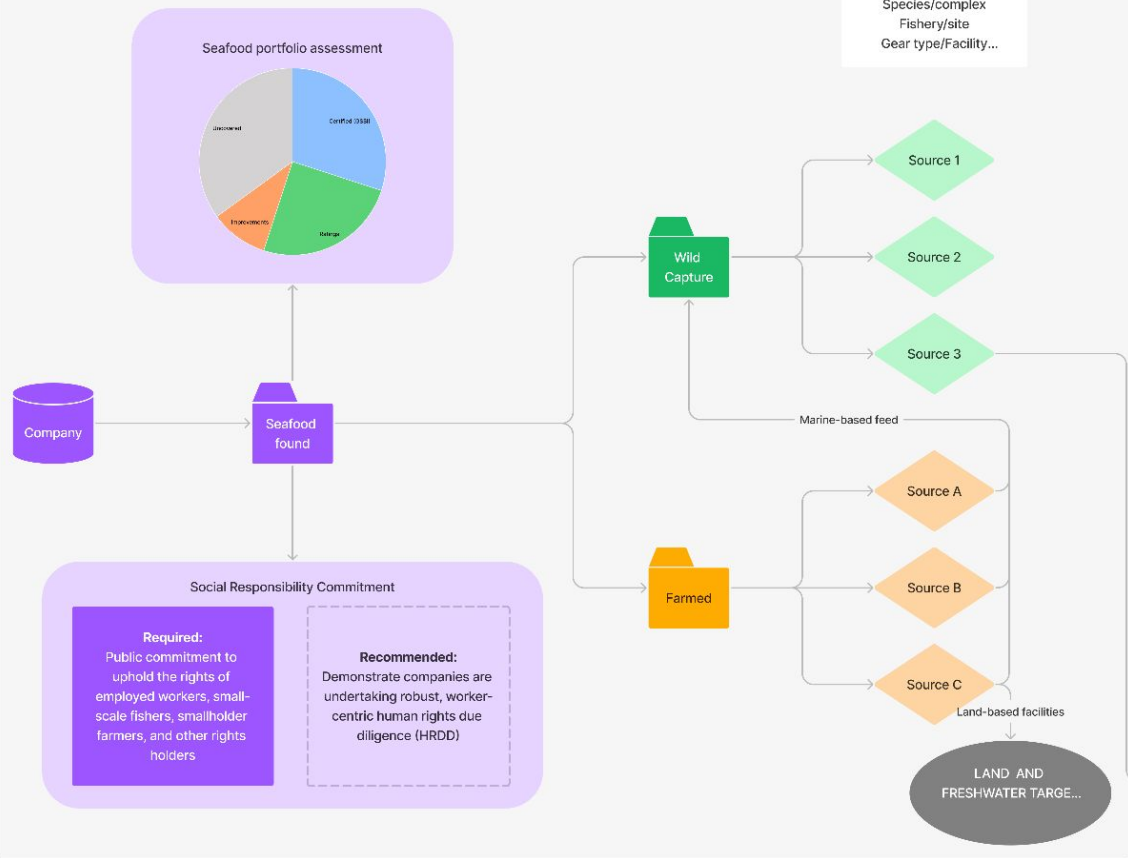 Species/complex
Fishery/site
Gear type/Facility...
Seafood portfolio assessment
Uncovered
Certified (GSSI)
Improvements
Ratings
Source 1
Wild
Capture
Source 2
Source 3
Company
Seafood
found
Marine-based feed
Source A
Farmed
Source B
Source C
Land-based facilities
LAND AND
FRESHWATER TARGE...
Social Responsibility Commitment
Required:
Public commitment to
uphold the rights of
employed workers, small-
scale fishers, smallholder
farmers, and other rights
holders
Recommended:
Demonstrate companies are
undertaking robust, worker-
centric human rights due
diligence (HRDD)